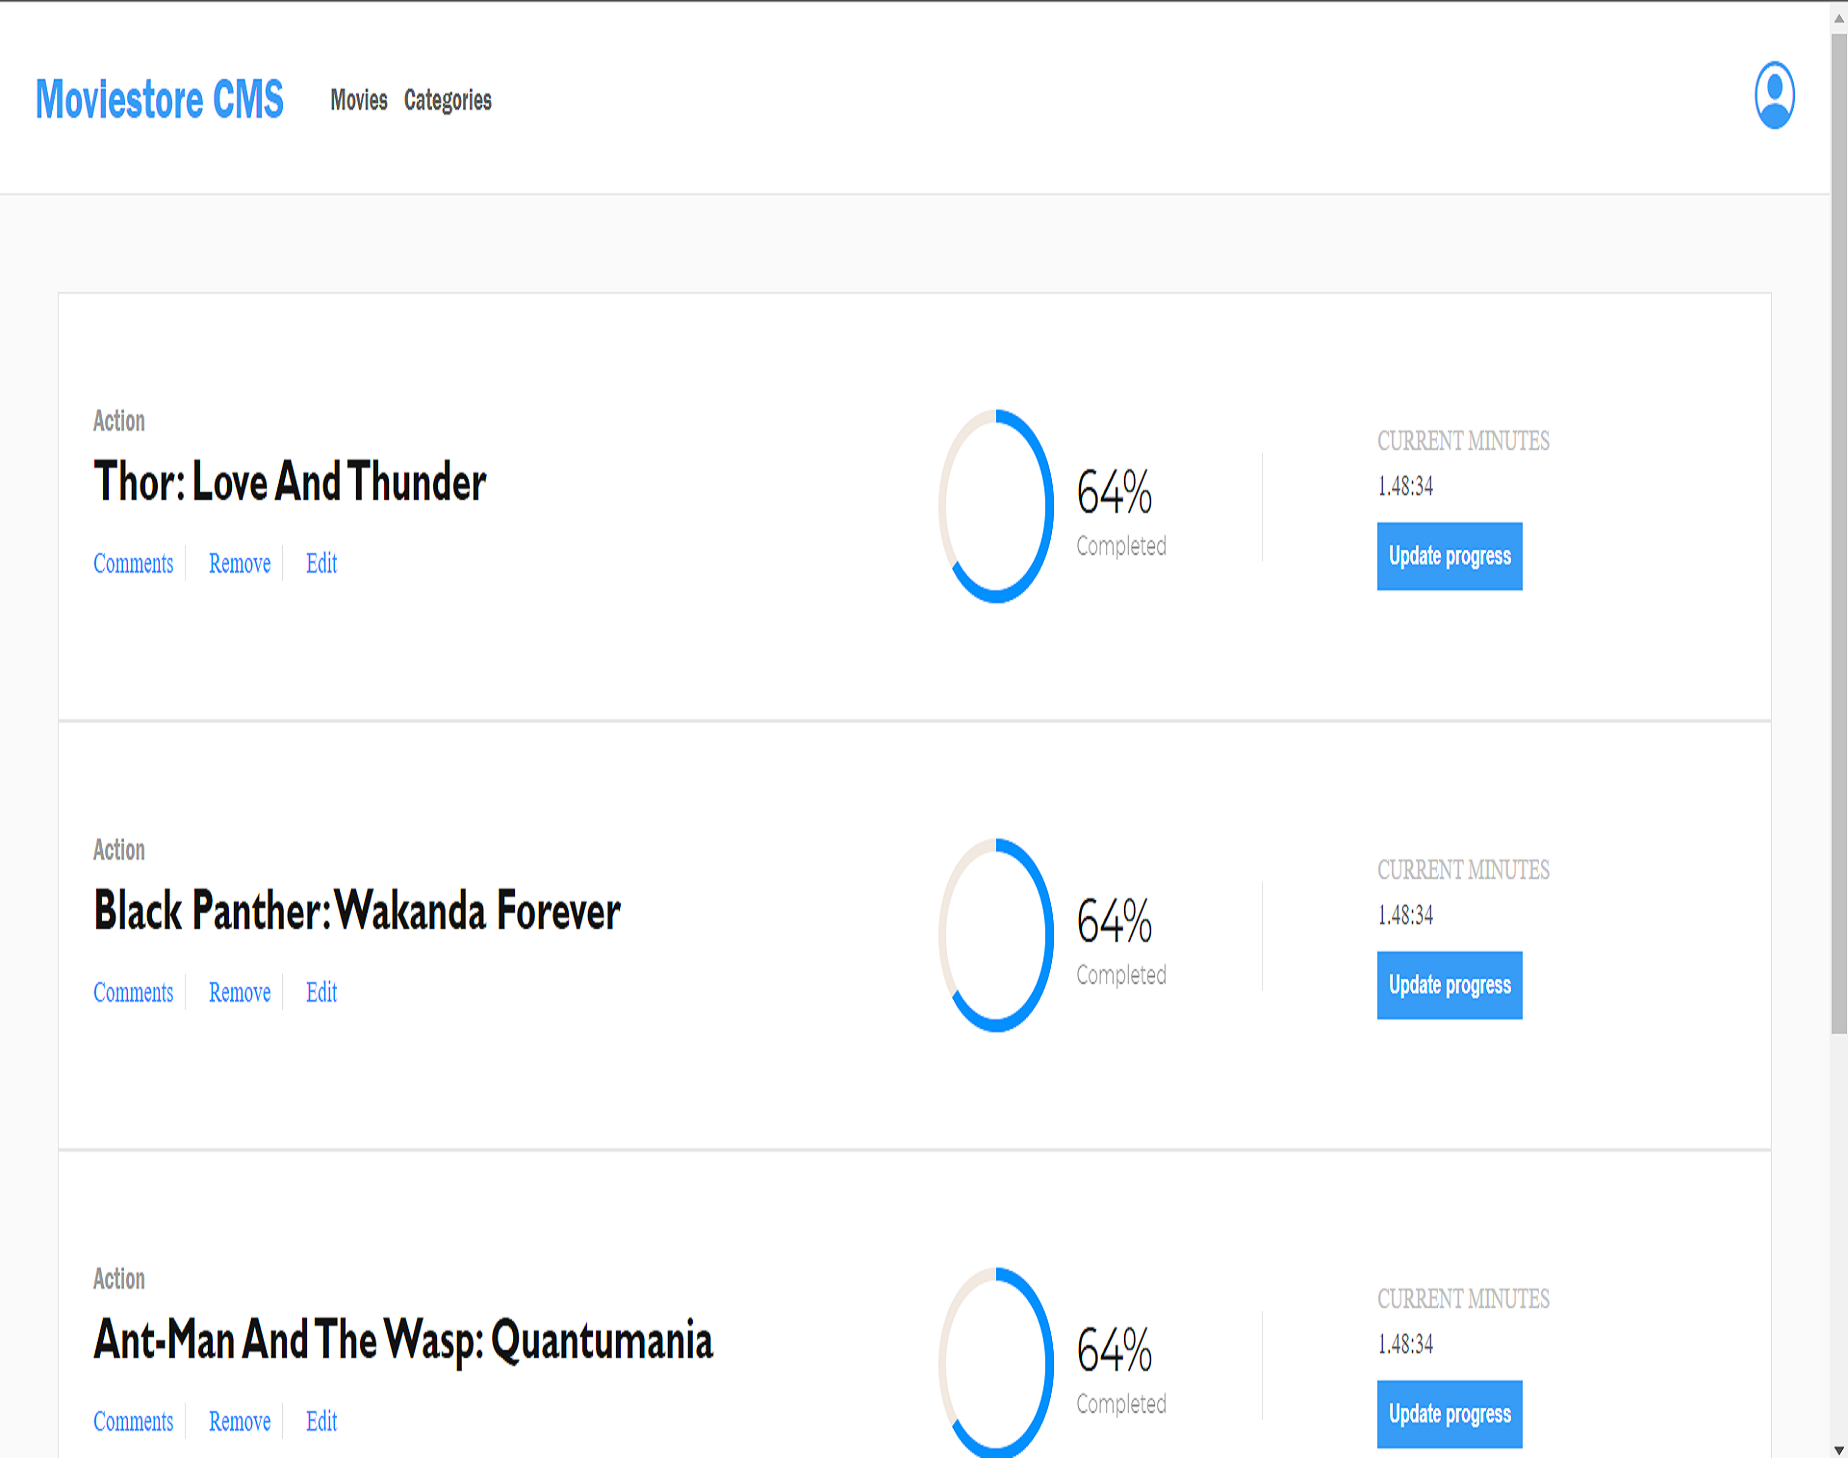 Moviestore CMS
Movies Categories
Action
Thor: Love And Thunder
Comments Remove Edit
64%
Completed
CURRENT MINUTES
1.48:34
Update progress
Action
Black Panther: Wakanda Forever
Comments Remove Edit
64%
Completed
CURRENT MINUTES
1.48:34
Update progress
Action
Ant-Man And The Wasp: Quantumania
Comments Remove Edit
64%
Completed
CURRENT MINUTES
1.48:34
Update progress